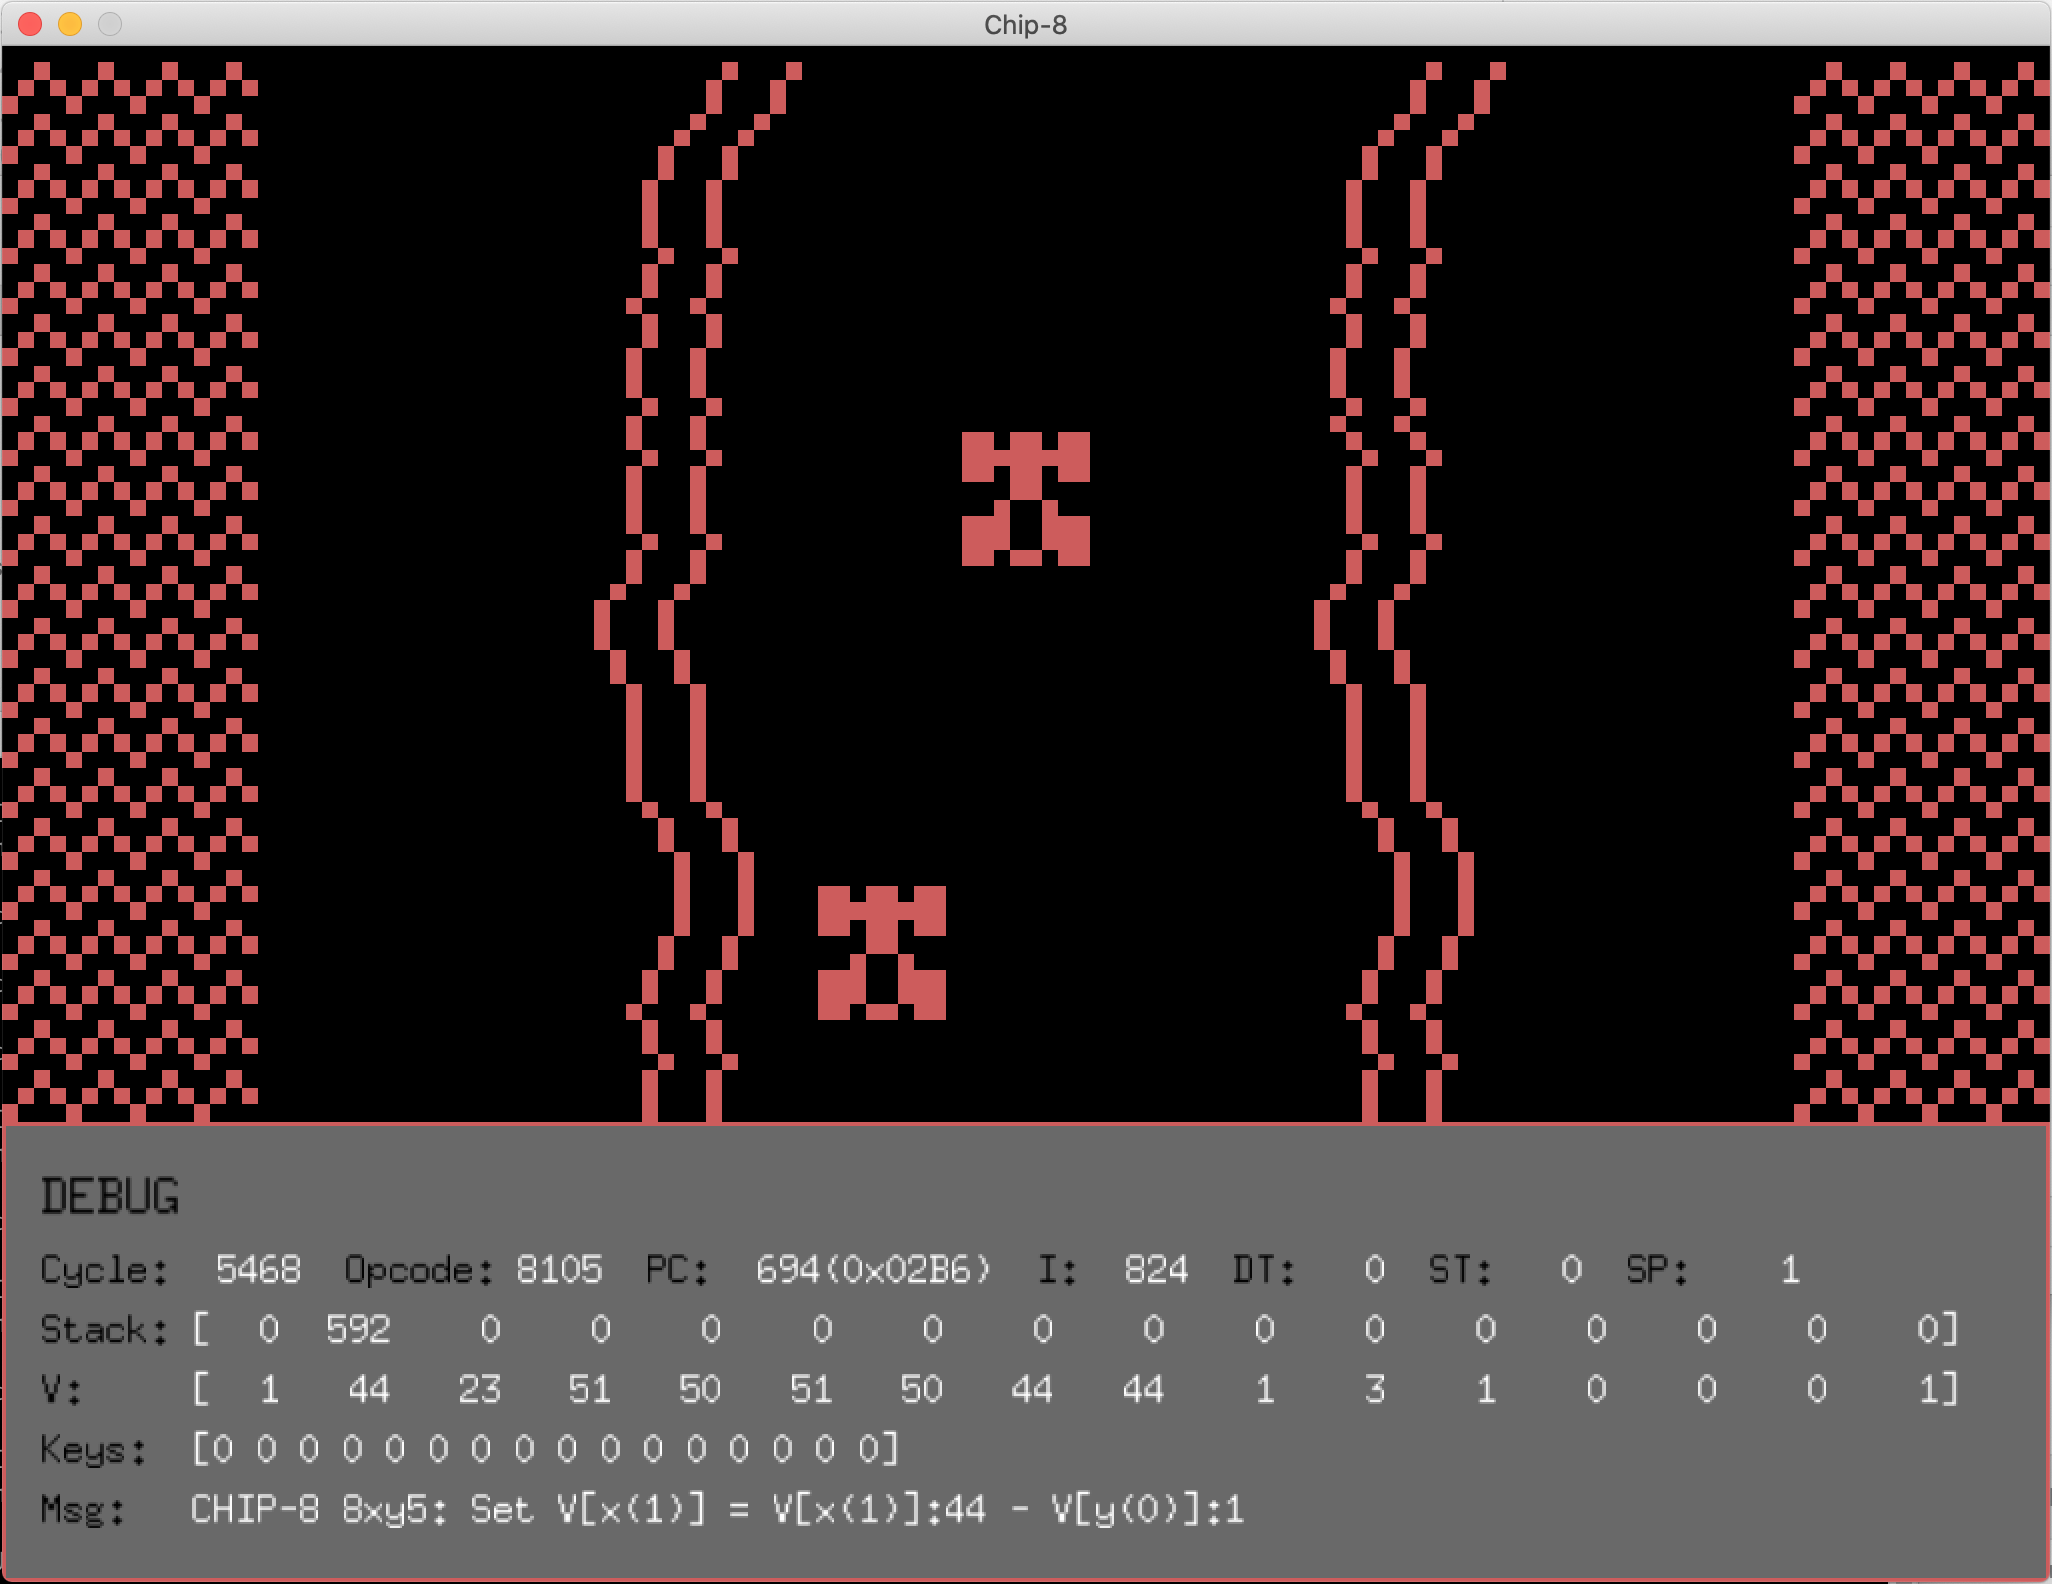 Chip-8
DEBUG
Cycle: 5468 Opcode: 8105 PC: 694(0x02B6) I: 824 DT: 0 ST: 0 SP: 1
Stack: [ 0 592 0 0 0 0 0 0 0 0 0 0 0 0 0 0]
V: [ 1 44 23 51 50 51 50 44 44 1 3 1 0 0 0 1]
Keys: [0 0 0 0 0 0 0 0 0 0 0 0 0 0 0 0]
Msg: CHIP-8 8xy5: Set V[x(1)] = V[x(1)]:44 - V[y(0)]:1